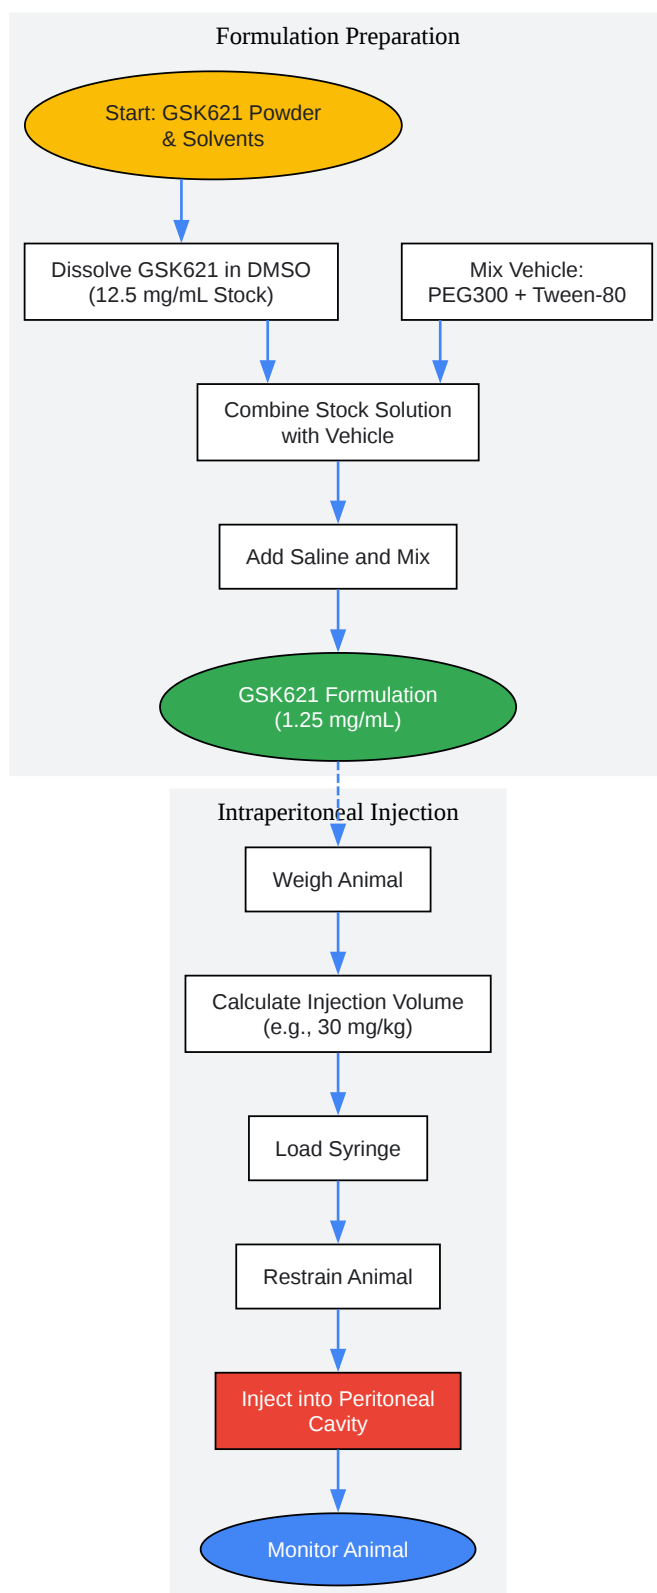 Formulation Preparation
Start: GSK621 Powder
& Solvents
Dissolve GSK621 in DMSO
(12.5 mg/mL Stock)
Mix Vehicle:
PEG300 + Tween-80
Combine Stock Solution
with Vehicle
Add Saline and Mix
GSK621 Formulation
(1.25 mg/mL)
Intraperitoneal Injection
Weigh Animal
Calculate Injection Volume
(e.g., 30 mg/kg)
Load Syringe
Restrain Animal
Inject into Peritoneal
Cavity
Monitor Animal